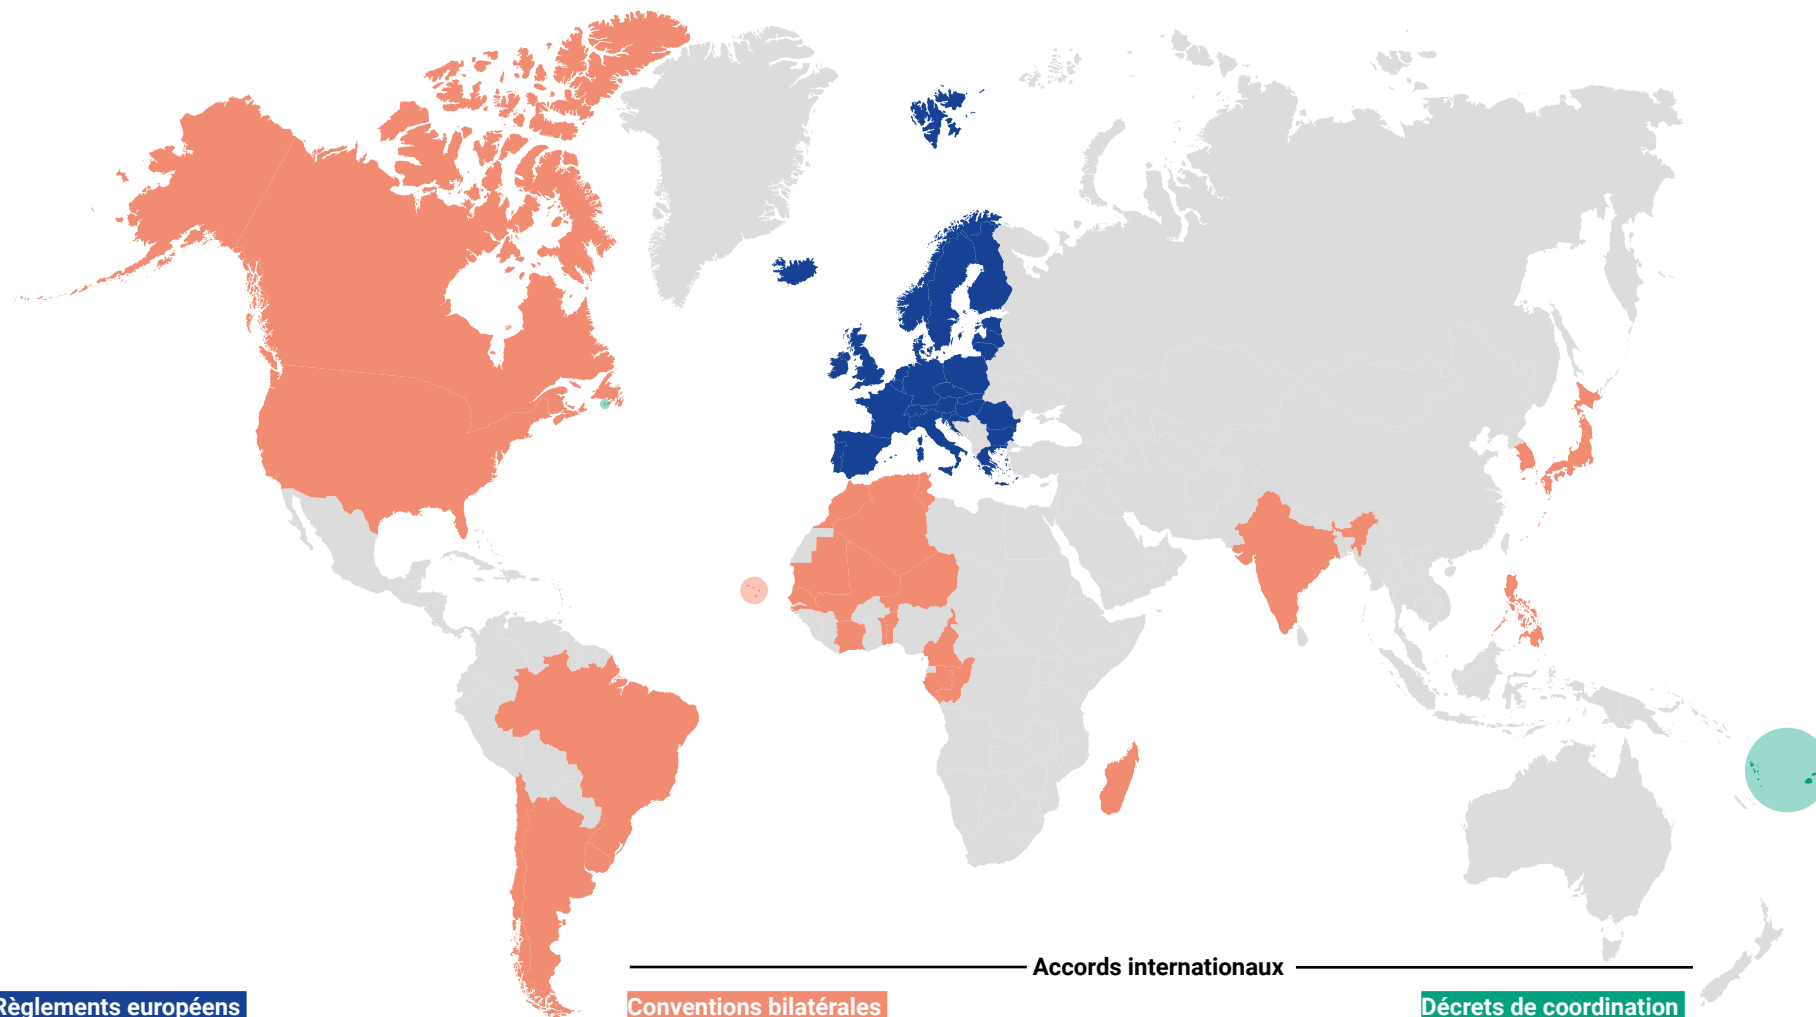 Accords internationaux
Règlements européens
Conventions bilatérales
Décrets de coordination